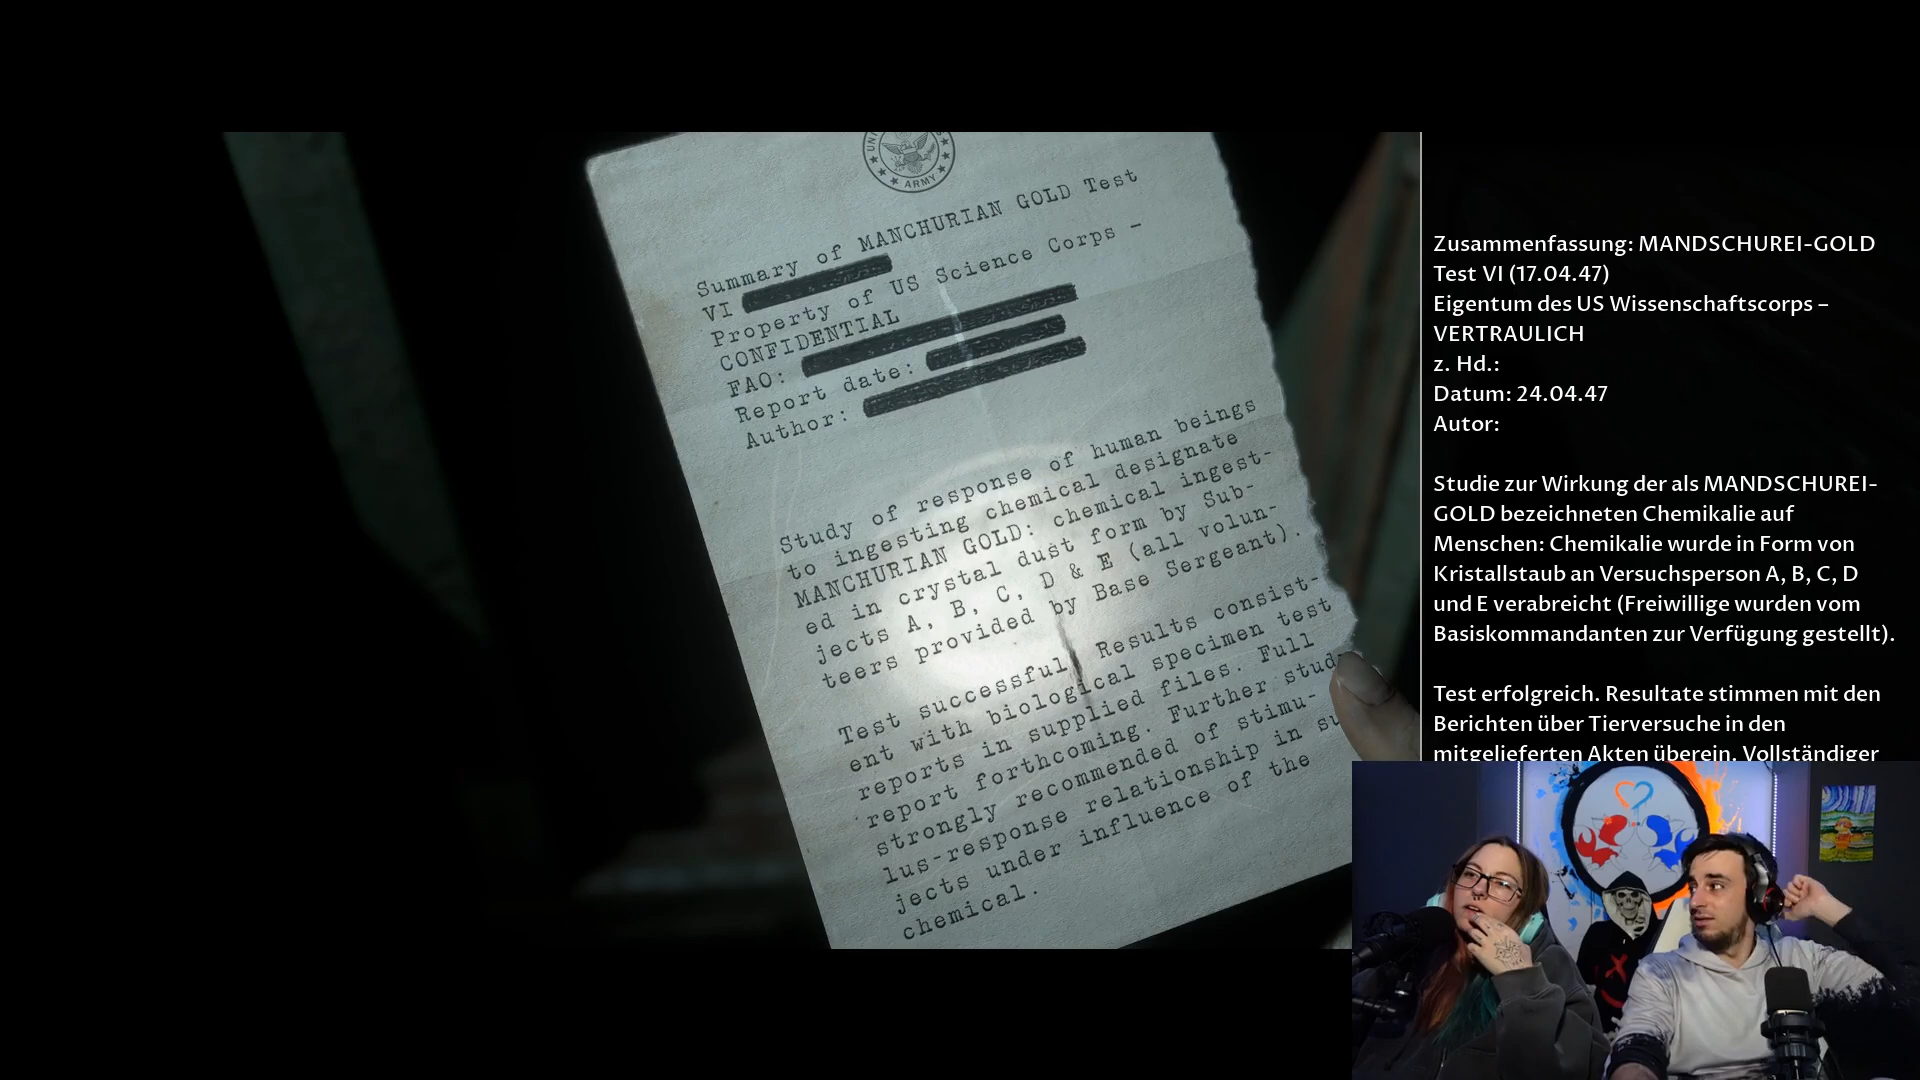 ARMY
Summary of MANCHURIAN GOLD Test
VI
Property of US Science Corps -
CONFIDENTIAL
FAO:
Report date:
Author:
Study of response of human beings
to ingesting chemical designate
MANCHURIAN GOLD: chemical ingest-
ed in crystal dust form by Sub-
jects A, B, C, D & E (all volun-
teers provided by Base Sergeant).
Test successful. Results consist-
ent with biological specimen test
reports in supplied files. Full
report forthcoming. Further
strongly recommended of stimu-
lus-response relationship in
jects under influence of the
chemical.
Zusammenfassung: MANDSCHUREI-GOLD
Test VI (17.04.47)
Eigentum des US Wissenschaftscorps –
VERTRAULICH
z. Hd.:
Datum: 24.04.47
Autor:
Studie zur Wirkung der als MANDSCHUREI-
GOLD bezeichneten Chemikalie auf
Menschen: Chemikalie wurde in Form von
Kristallstaub an Versuchsperson A, B, C, D
und E verabreicht (Freiwillige wurden vom
Basiskommandanten zur Verfügung gestellt).
Test erfolgreich. Resultate stimmen mit den
Berichten über Tierversuche in den
mitgelieferten Akten überein. Vollständiger